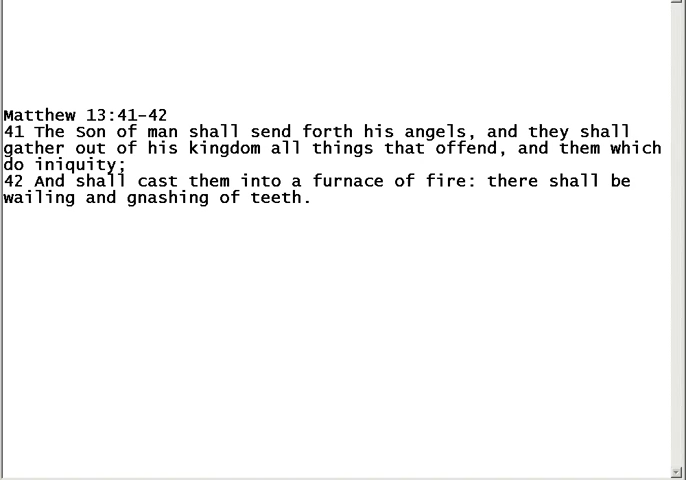 Matthew 13:41-42
41 The Son of man shall send forth his angels, and they shall
gather out of his kingdom all things that offend, and them which
do iniquity;
42 And shall cast them into a furnace of fire: there shall be
wailing and gnashing of teeth.